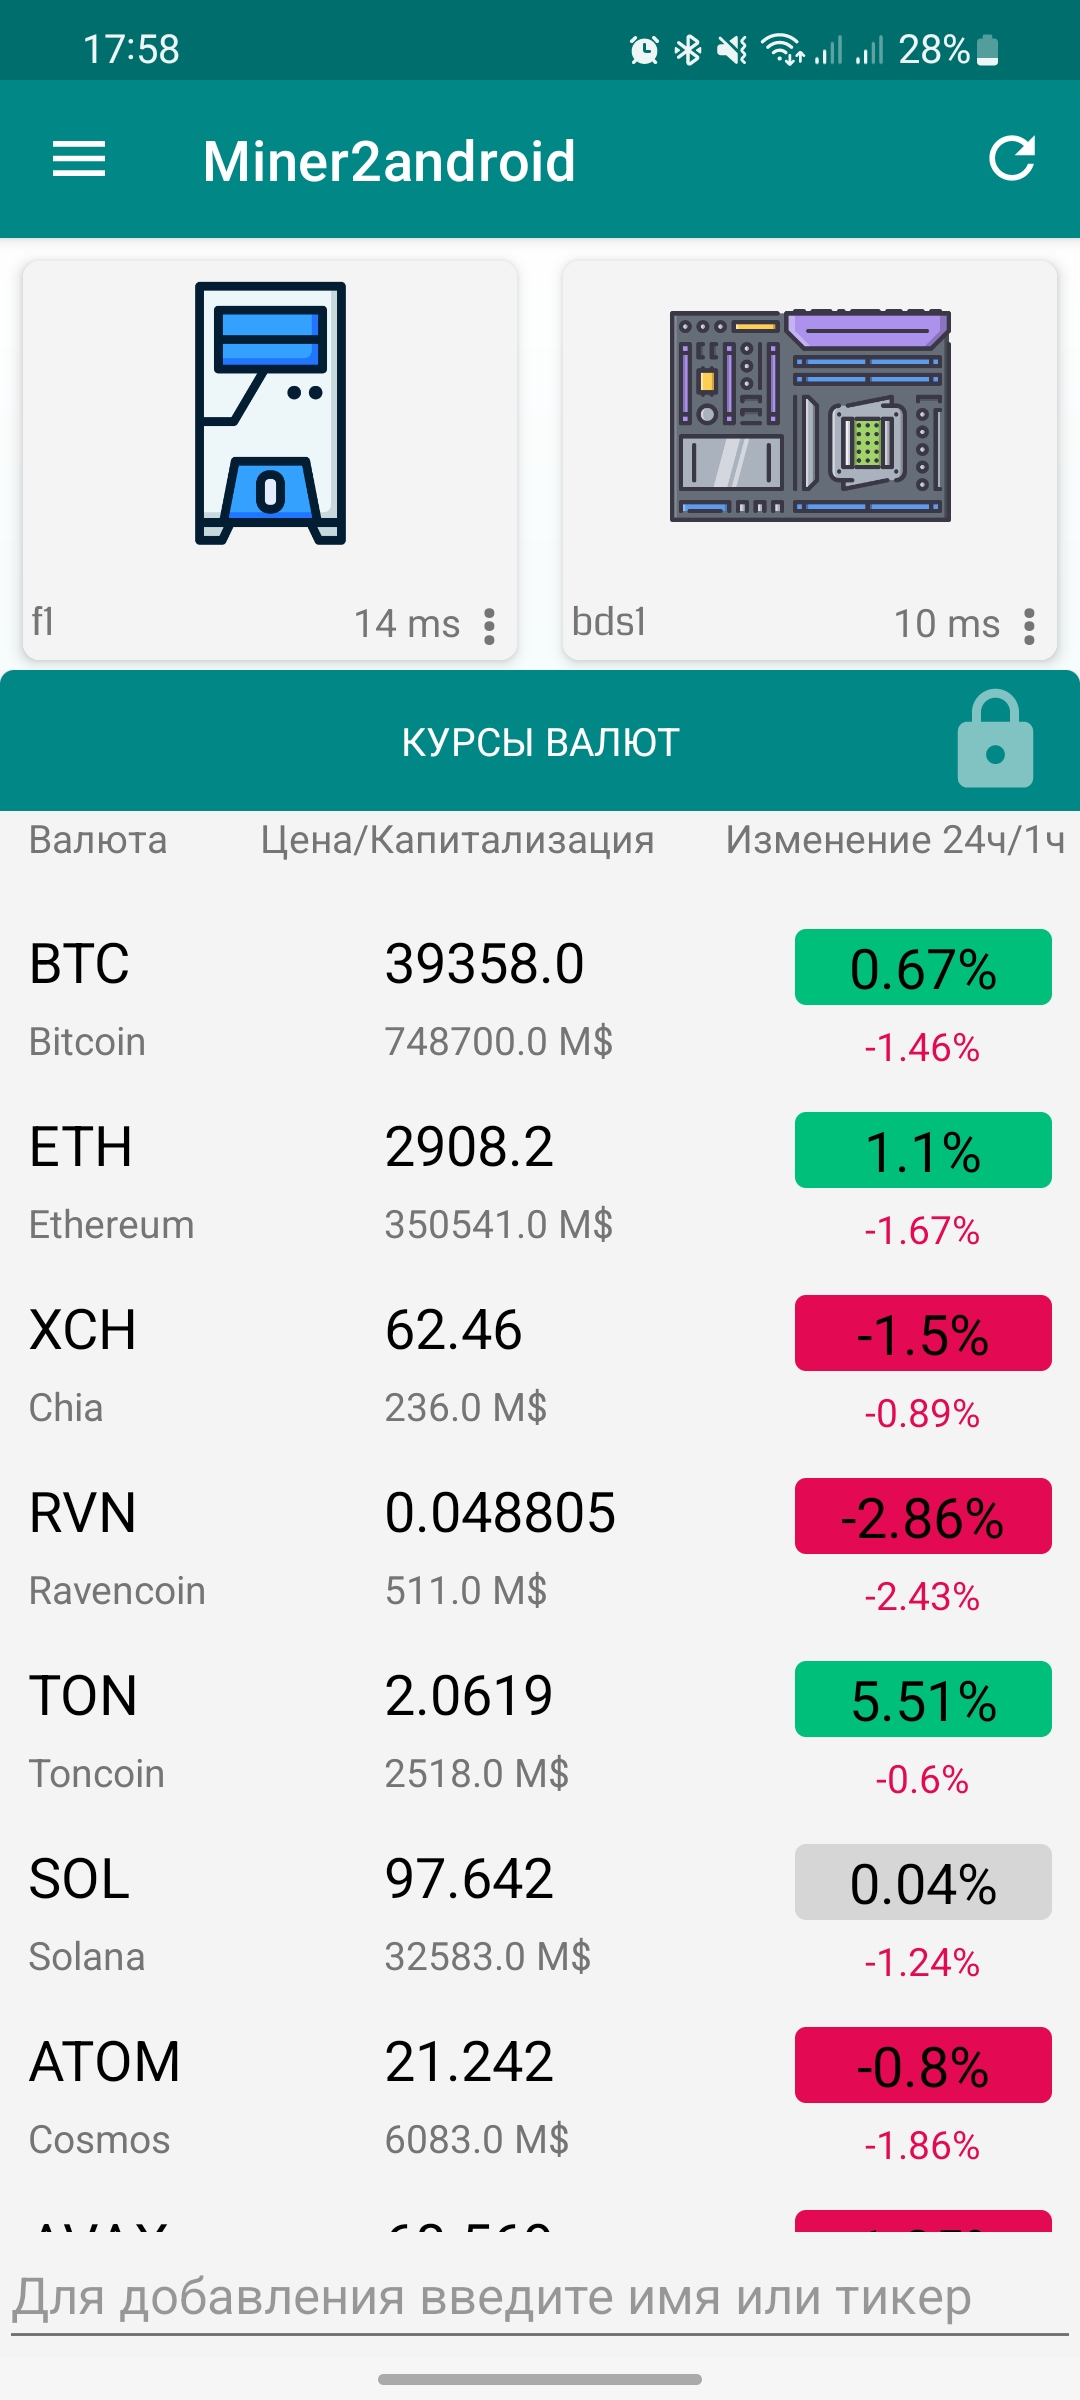 17:58 28%
Miner2android
f1 14 ms
bds1 10 ms
КУРСЫ ВАЛЮТ
Валюта Цена/Капитализация Изменение 24ч/1ч
BTC 39358.0 0.67%
Bitcoin 748700.0 M$ -1.46%
ETH 2908.2 1.1%
Ethereum 350541.0 M$ -1.67%
XCH 62.46 -1.5%
Chia 236.0 M$ -0.89%
RVN 0.048805 -2.86%
Ravencoin 511.0 M$ -2.43%
TON 2.0619 5.51%
Toncoin 2518.0 M$ -0.6%
SOL 97.642 0.04%
Solana 32583.0 M$ -1.24%
ATOM 21.242 -0.8%
Cosmos 6083.0 M$ -1.86%
AVAX
Для добавления введите имя или тикер